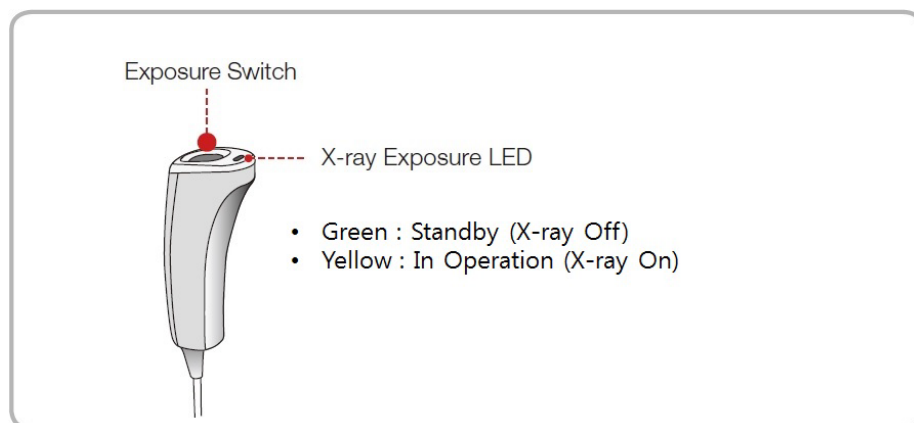 Exposure Switch
X-ray Exposure LED
• Green : Standby (X-ray Off)
• Yellow : In Operation (X-ray On)